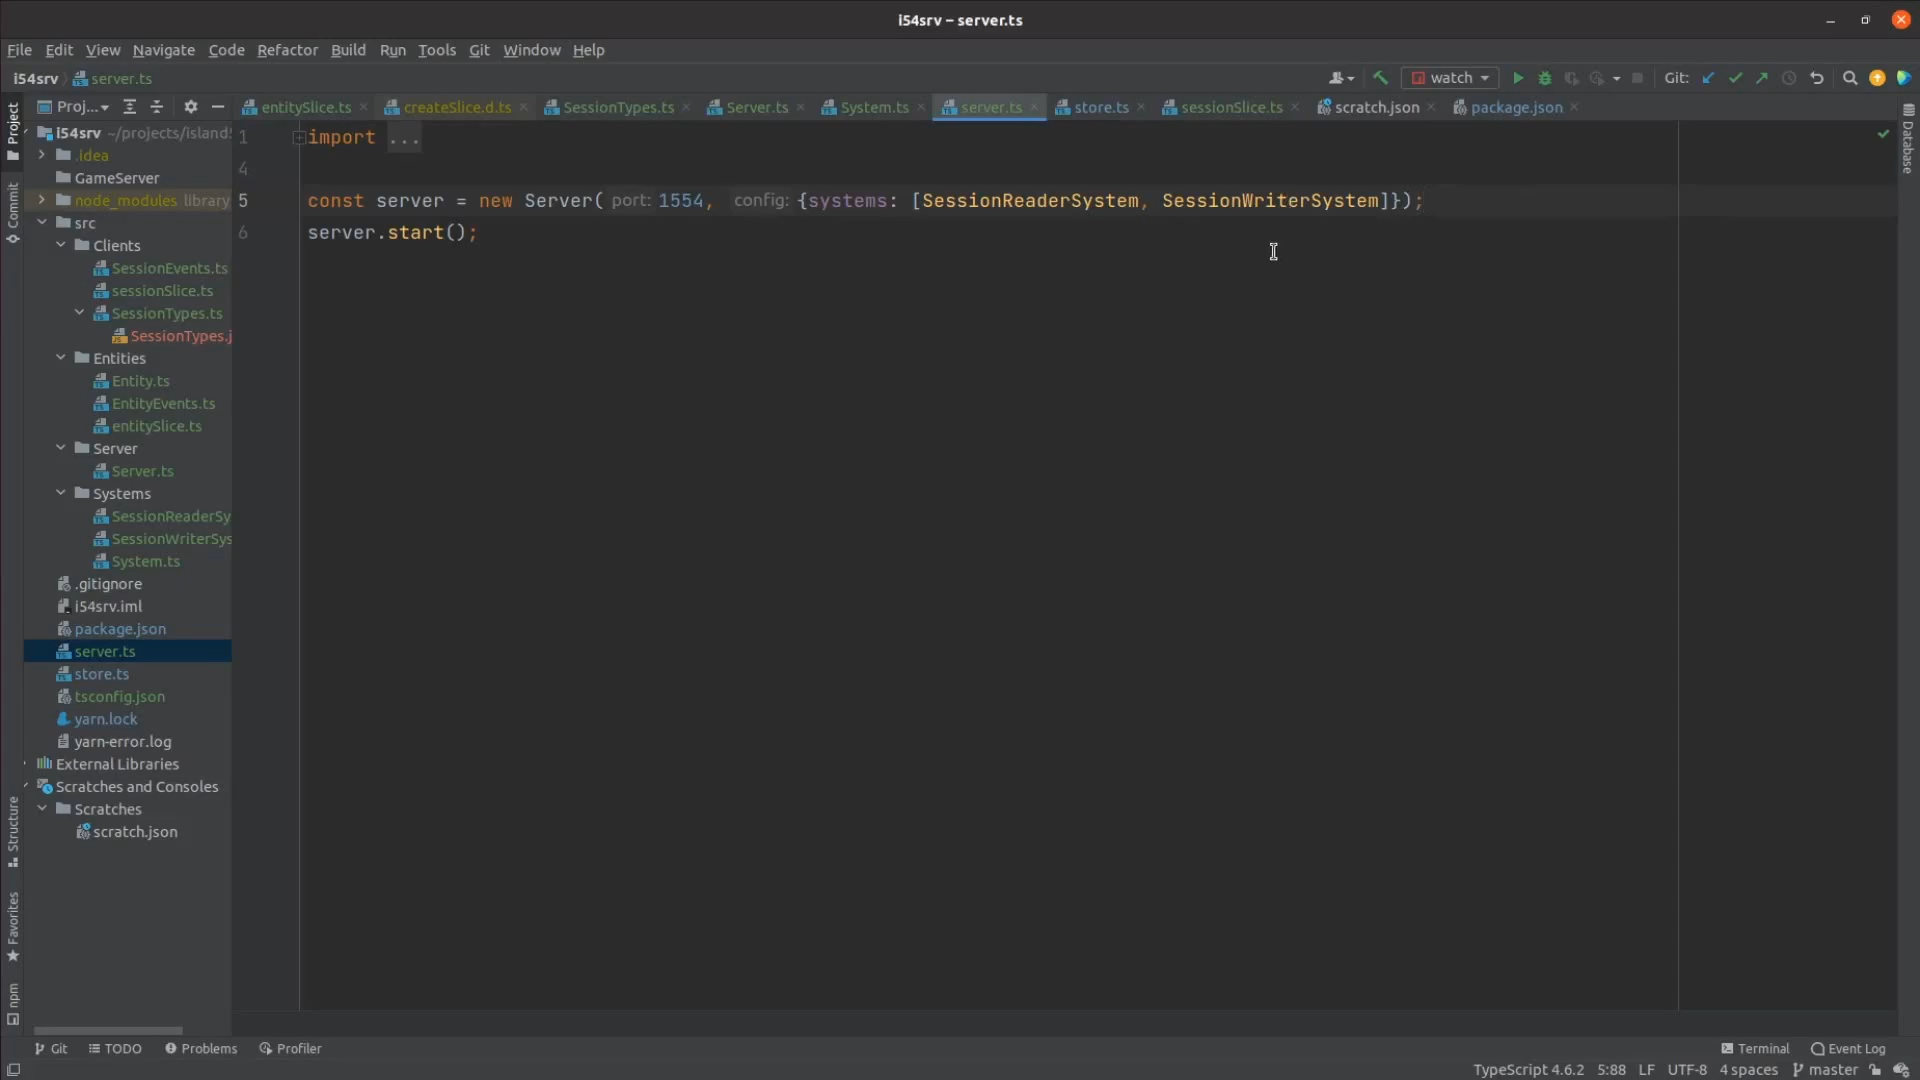 i54srv – server.ts
File Edit View Navigate Code Refactor Build Run Tools Git Window Help
i54srv server.ts watch Git:
Proj... entitySlice.ts createSlice.d.ts SessionTypes.ts Server.ts System.ts server.ts store.ts sessionSlice.ts scratch.json package.json
Project
Commit
Structure
Favorites
npm
Database
i54srv ~/projects/island5
.idea
GameServer
node_modules library
src
Clients
SessionEvents.ts
sessionSlice.ts
SessionTypes.ts
SessionTypes.j
Entities
Entity.ts
EntityEvents.ts
entitySlice.ts
Server
Server.ts
Systems
SessionReaderSy
SessionWriterSys
System.ts
.gitignore
i54srv.iml
package.json
server.ts
store.ts
tsconfig.json
yarn.lock
yarn-error.log
External Libraries
Scratches and Consoles
Scratches
scratch.json
1 import ...
4
5 const server = new Server( port: 1554, config: {systems: [SessionReaderSystem, SessionWriterSystem]});
6 server.start();
Git TODO Problems Profiler Terminal Event Log
TypeScript 4.6.2 5:88 LF UTF-8 4 spaces master